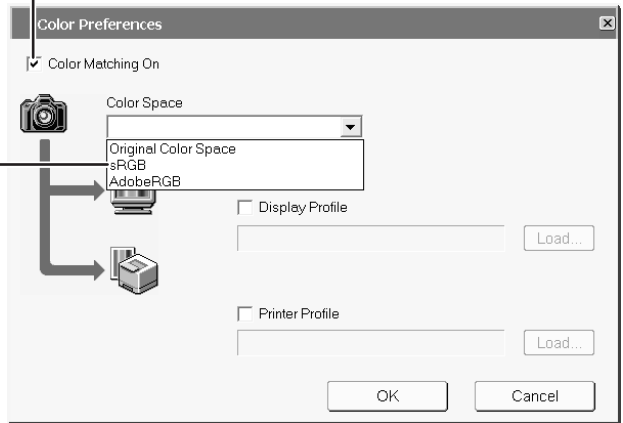 Color Preferences
Color Matching On
Color Space
Original Color Space
sRGB
AdobeRGB
Display Profile
Load...
Printer Profile
Load...
OK
Cancel